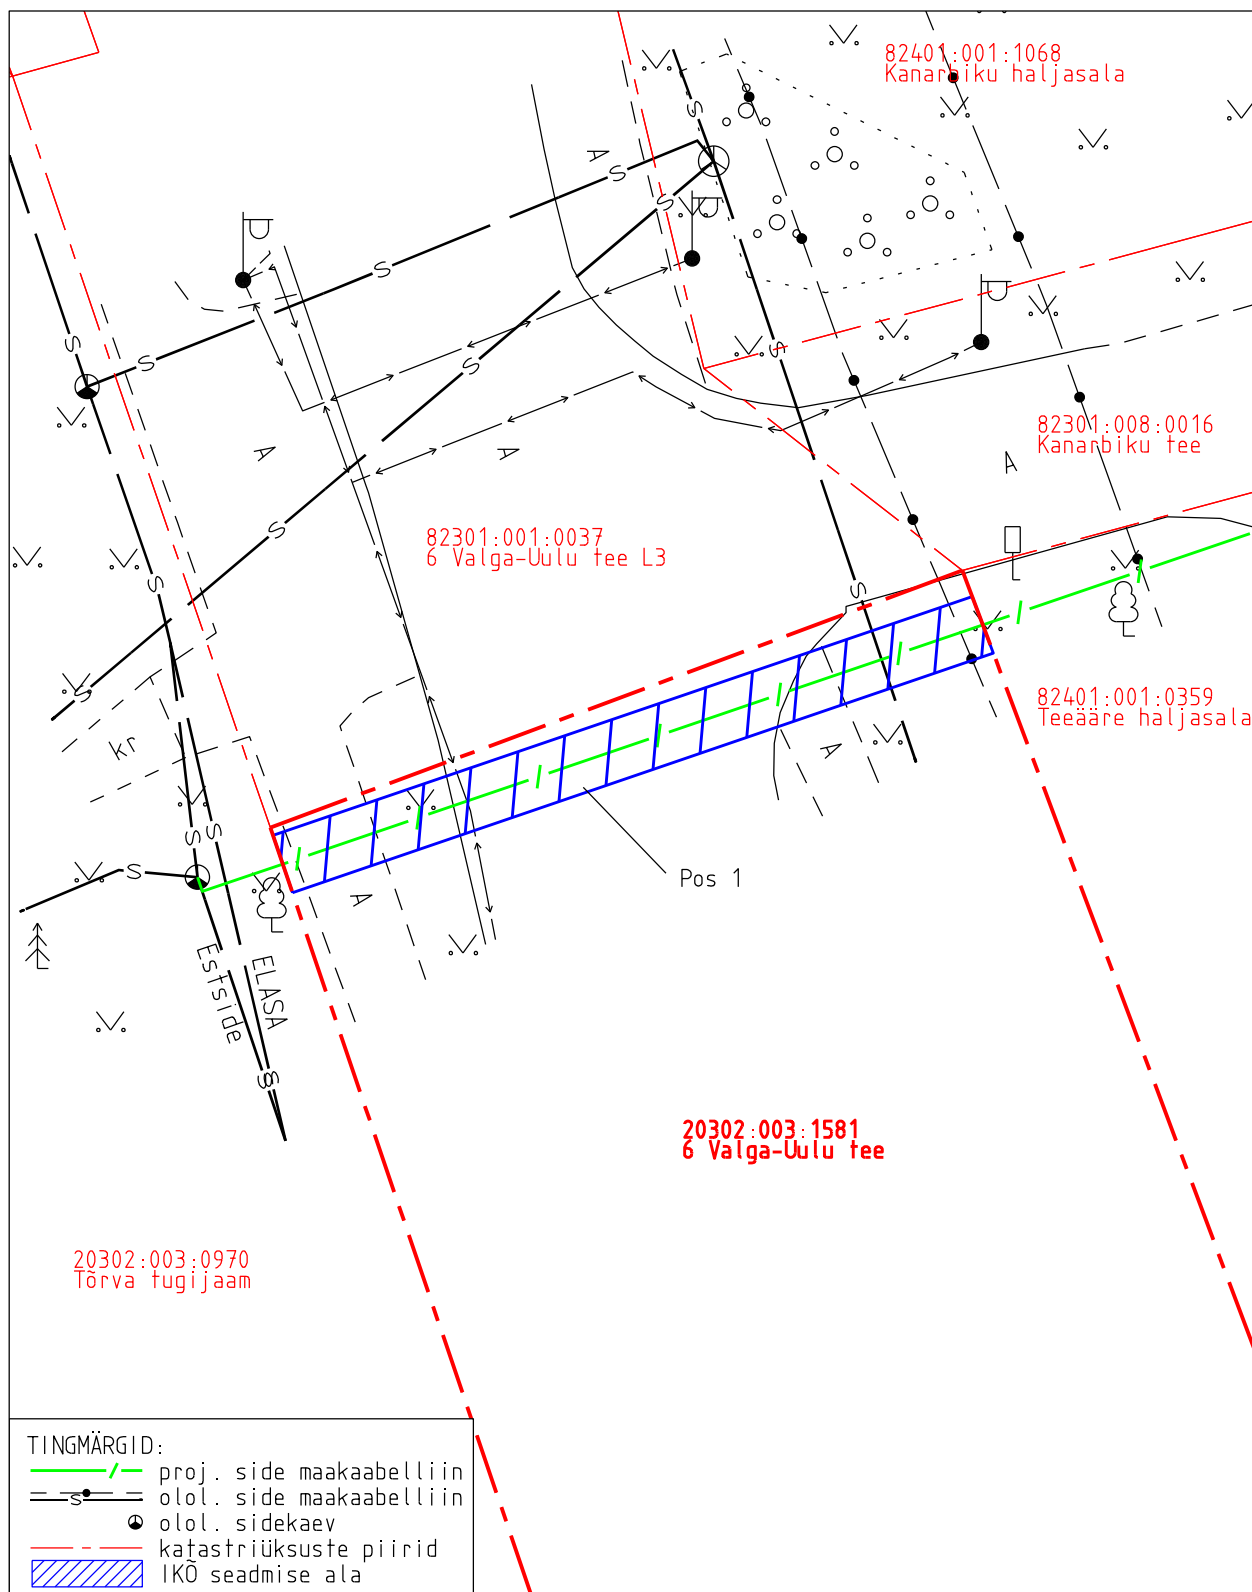 82401:001:1068
Kanarbiku haljasala
82301:008:0016
Kanarbiku tee
A
A
A
A
82301:001:0037
6 Valga-Uulu tee L3
82401:001:0359
Teeääre haljasala
kr
A
A
Pos 1
Estside
ELASA
20302:003:1581
6 Valga-Uulu tee
20302:003:0970
Tõrva tugijaam
TINGMÄRGID:
proj. side maakaabelliin
S
olol. side maakaabelliin
olol. sidekaev
katastriüksuste piirid
IKÕ seadmise ala